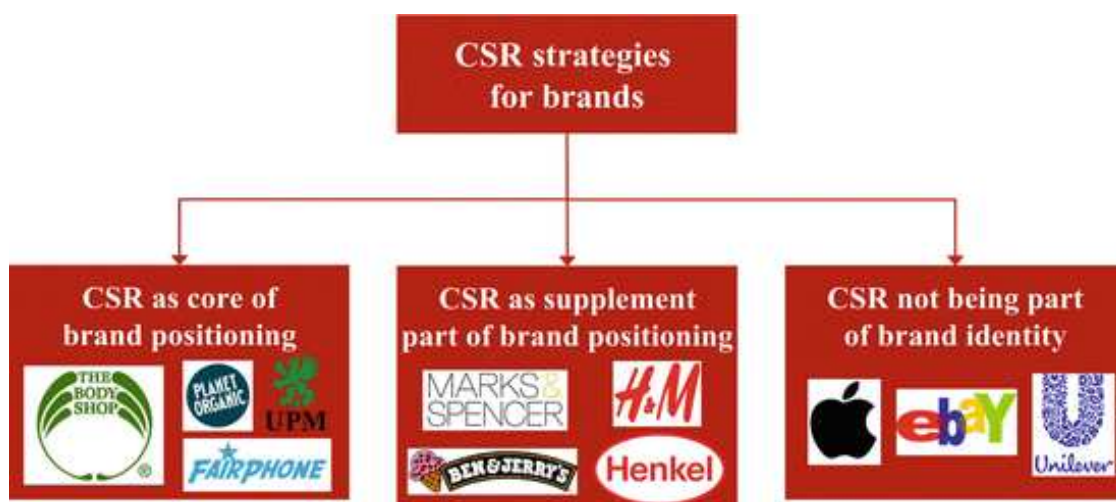 CSR strategies
for brands
CSR as core of
brand positioning
THE
BODY
SHOP
®
PLANET
ORGANIC
UPM
FAIRPHONE
CSR as supplement
part of brand positioning
MARKS&
SPENCER
H&M
BEN & JERRY'S
Henkel
CSR not being part
of brand identity
ebaY
Unilever